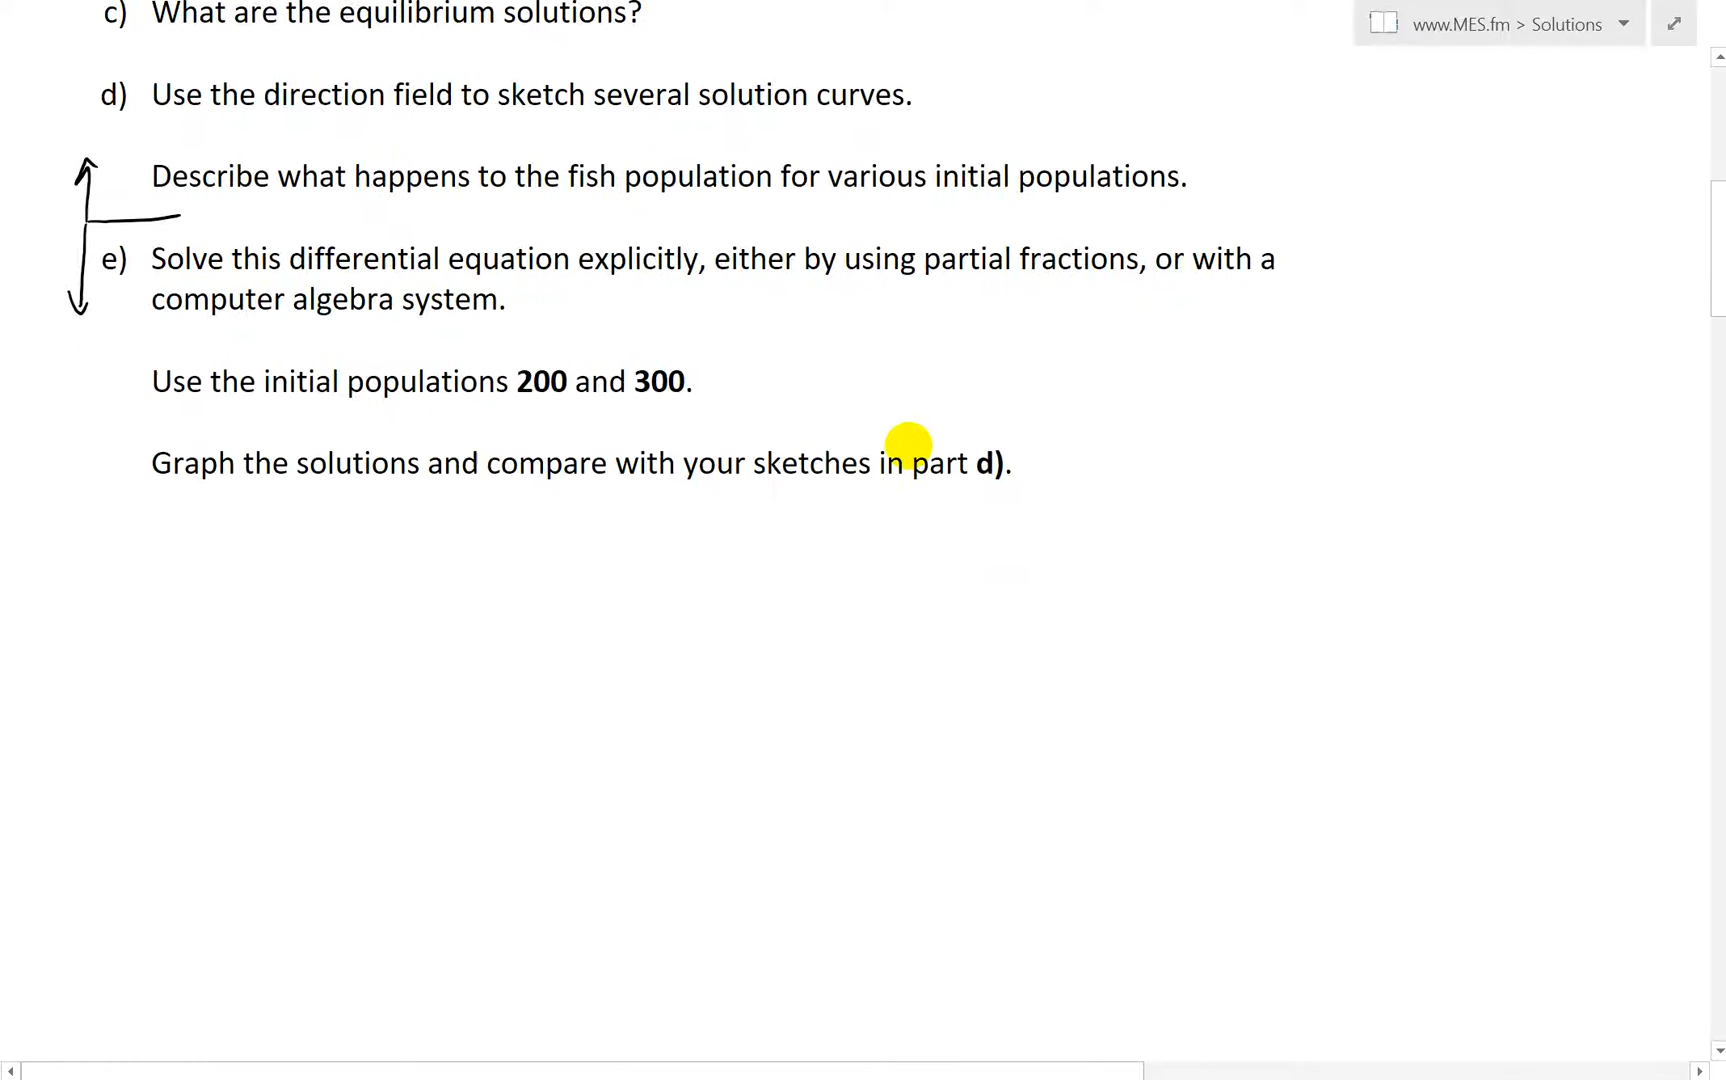 c) What are the equilibrium solutions?
www.MES.fm > Solutions
d) Use the direction field to sketch several solution curves.
Describe what happens to the fish population for various initial populations.
e) Solve this differential equation explicitly, either by using partial fractions, or with a
computer algebra system.
Use the initial populations 200 and 300.
Graph the solutions and compare with your sketches in part d).